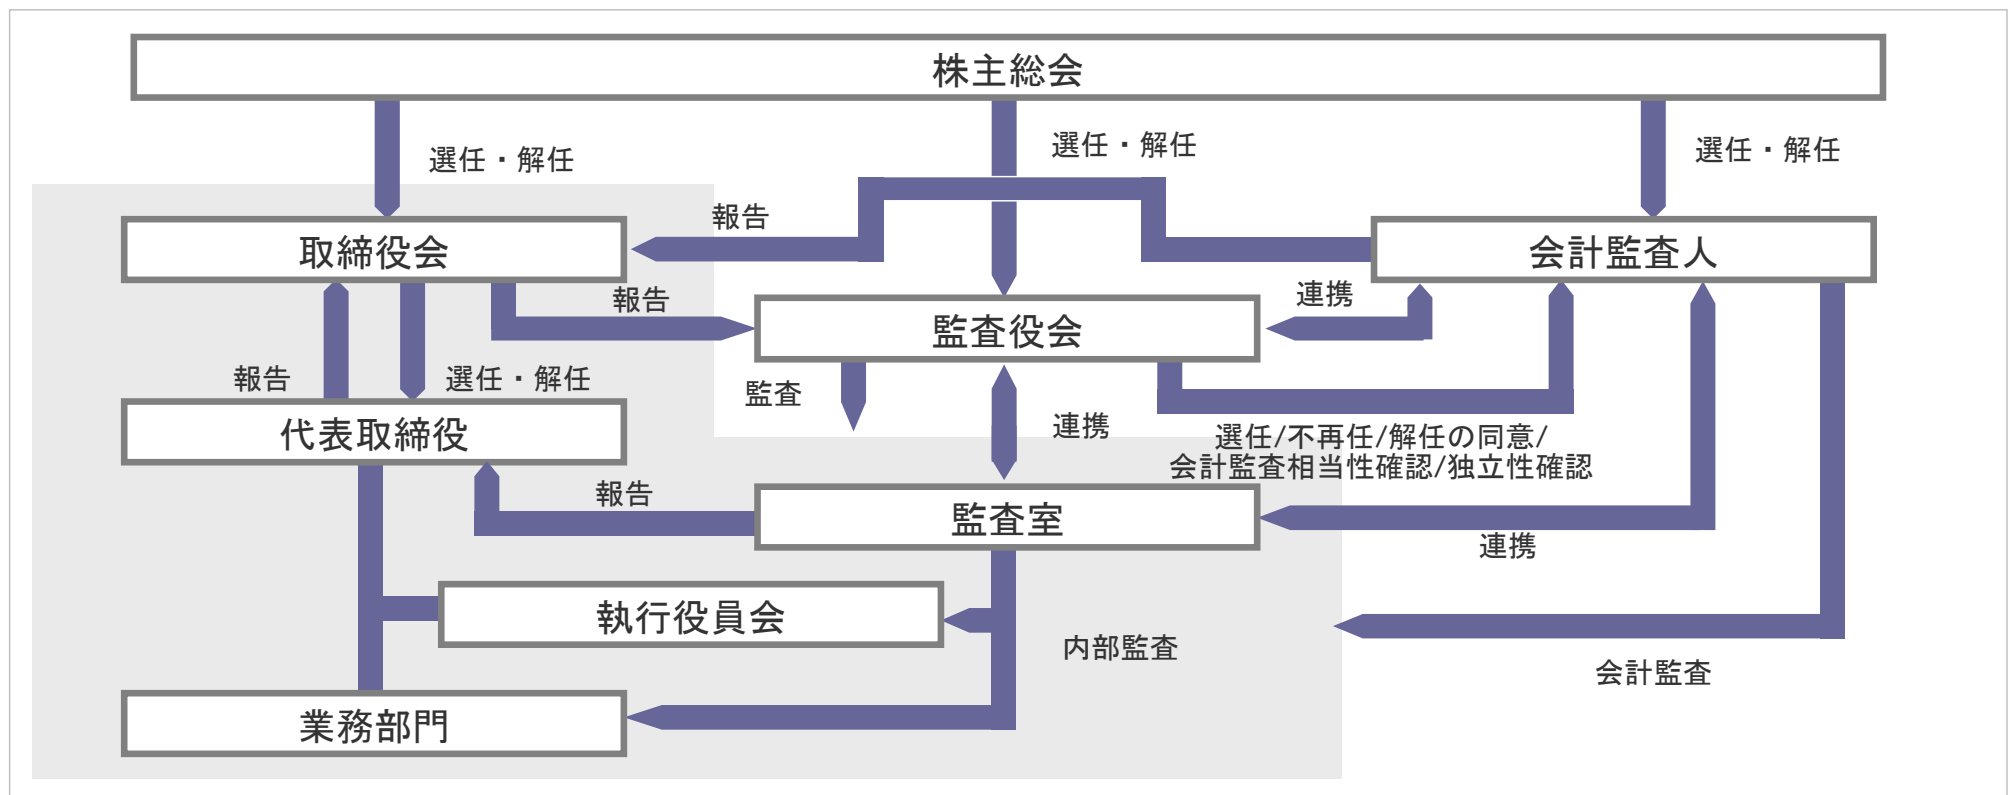 株主総会
選任・解任
選任・解任
選任・解任
報告
取締役会
会計監査人
報告
連携
監査役会
報告
選任・解任
監査
連携
代表取締役
選任/不再任/解任の同意/
会計監査相当性確認/独立性確認
報告
監査室
連携
執行役員会
内部監査
会計監査
業務部門